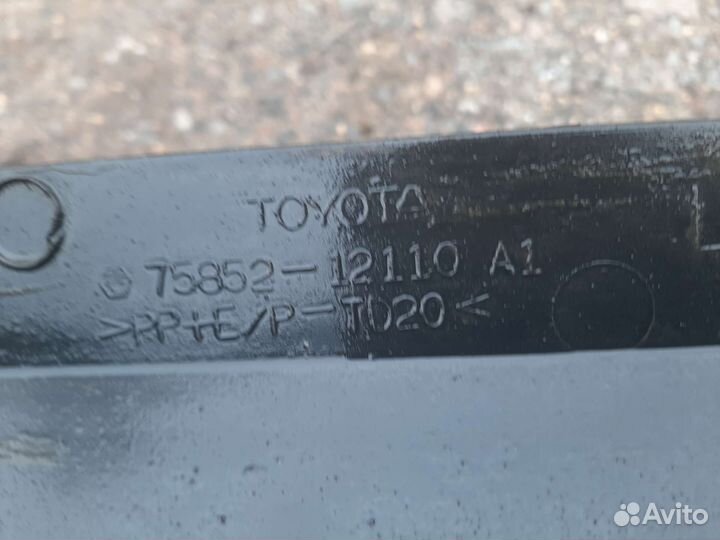 TOYOTA
75852-12110 A1
>PP+E/P-TD20<
Avito